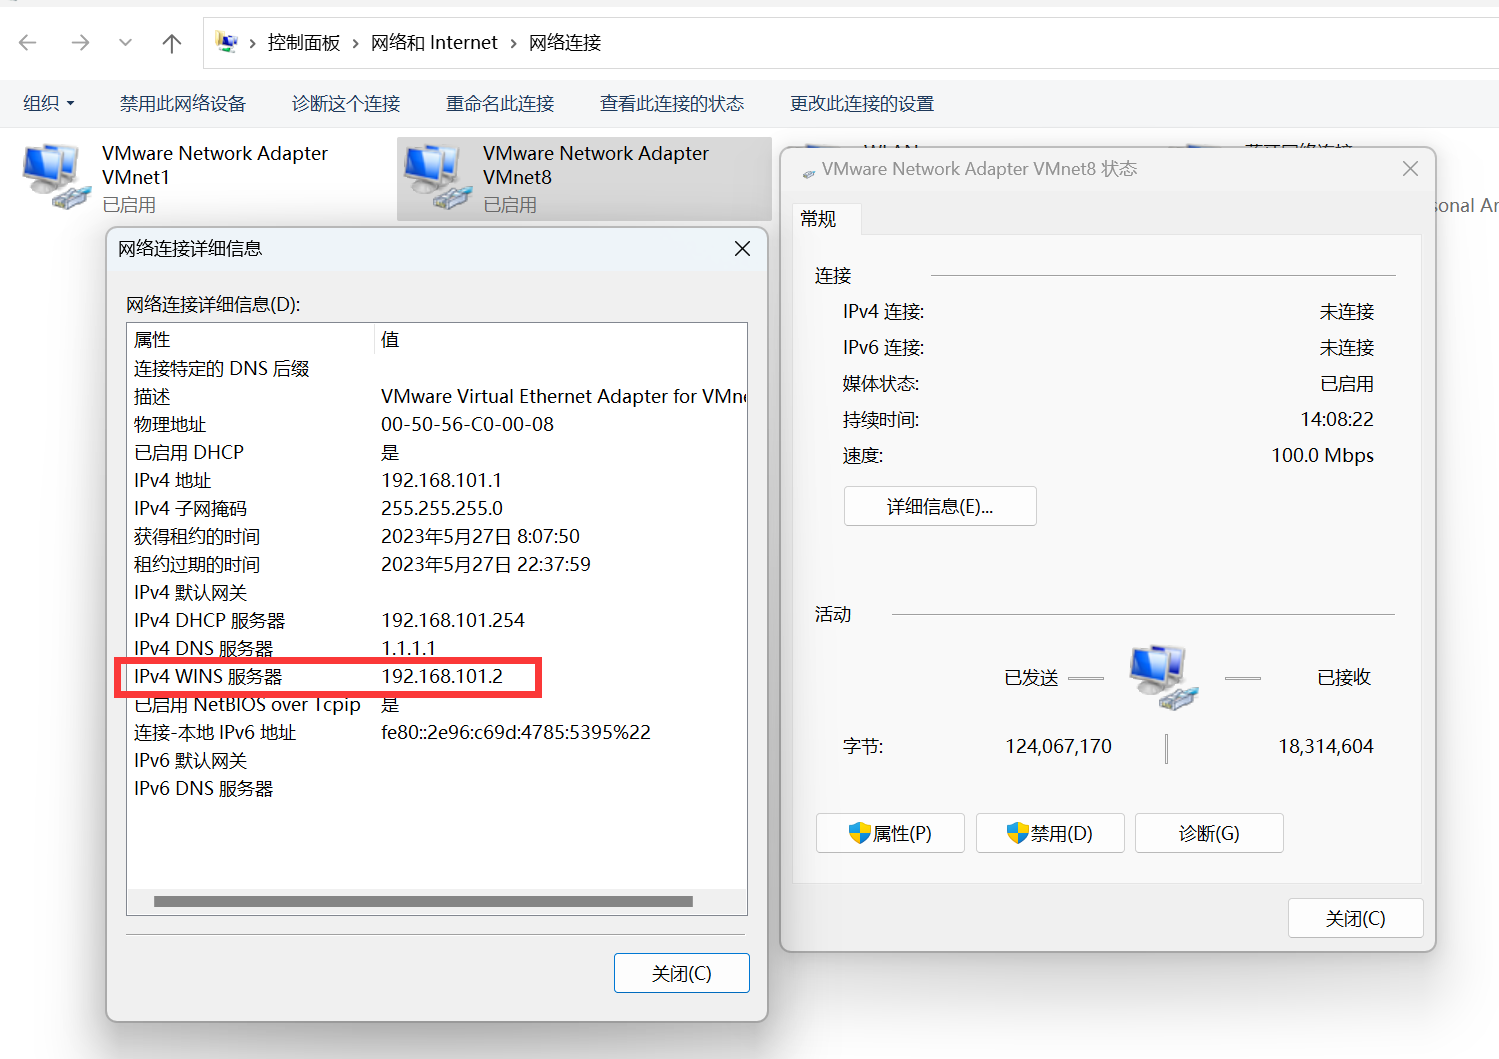 控制面板 › 网络和 Internet › 网络连接
组织 禁用此网络设备 诊断这个连接 重命名此连接 查看此连接的状态 更改此连接的设置
VMware Network Adapter
VMnet1
已启用
VMware Network Adapter
VMnet8
已启用
sonal Ar
网络连接详细信息
网络连接详细信息(D):
属性 值
连接特定的 DNS 后缀
描述 VMware Virtual Ethernet Adapter for VMne
物理地址 00-50-56-C0-00-08
已启用 DHCP 是
IPv4 地址 192.168.101.1
IPv4 子网掩码 255.255.255.0
获得租约的时间 2023年5月27日 8:07:50
租约过期的时间 2023年5月27日 22:37:59
IPv4 默认网关
IPv4 DHCP 服务器 192.168.101.254
IPv4 DNS 服务器 1.1.1.1
IPv4 WINS 服务器 192.168.101.2
已启用 NetBIOS over Tcpip 是
连接-本地 IPv6 地址 fe80::2e96:c69d:4785:5395%22
IPv6 默认网关
IPv6 DNS 服务器
关闭(C)
VMware Network Adapter VMnet8 状态
常规
连接
IPv4 连接: 未连接
IPv6 连接: 未连接
媒体状态: 已启用
持续时间: 14:08:22
速度: 100.0 Mbps
详细信息(E)...
活动
已发送 已接收
字节: 124,067,170 18,314,604
属性(P) 禁用(D) 诊断(G)
关闭(C)